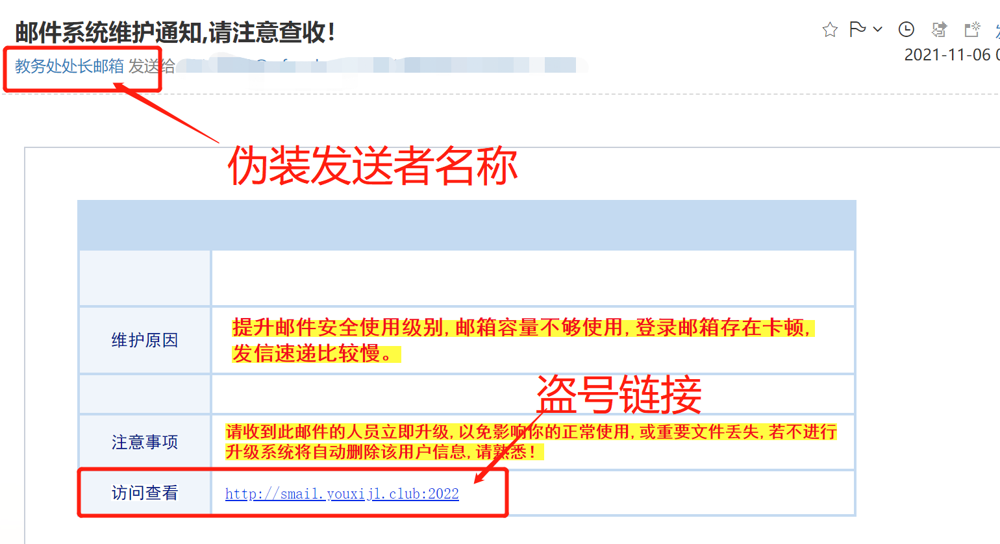 邮件系统维护通知,请注意查收！
教务处处长邮箱 发送给
2021-11-06
伪装发送者名称
维护原因
提升邮件安全使用级别,邮箱容量不够使用,登录邮箱存在卡顿,
发信速递比较慢。
盗号链接
注意事项
请收到此邮件的人员立即升级,以免影响你的正常使用,或重要文件丢失,若不进行
升级系统将自动删除该用户信息,请熟悉！
访问查看
http://smail.youxijl.club:2022